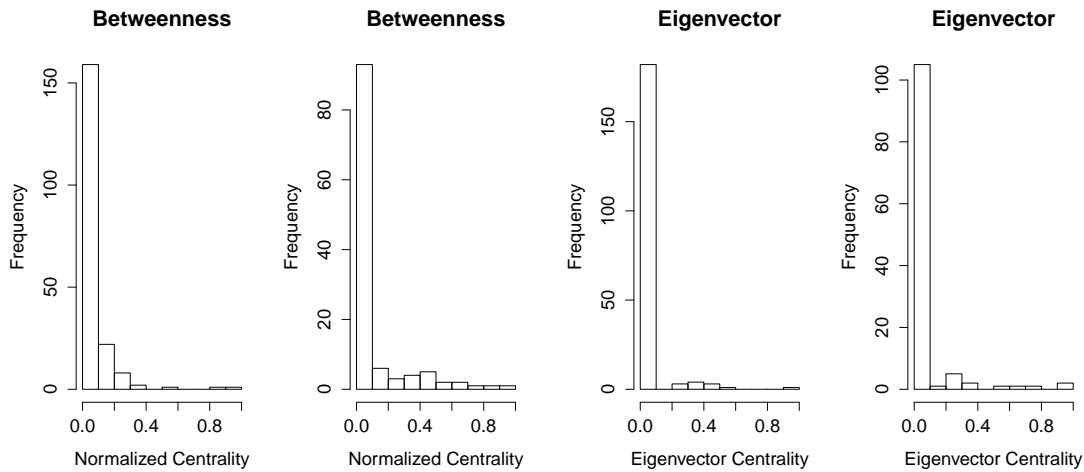 Betweenness
Frequency
0 50 100 150
0.0 0.4 0.8
Normalized Centrality
Betweenness
Frequency
0 20 40 60 80
0.0 0.4 0.8
Normalized Centrality
Eigenvector
Frequency
0 50 100 150
0.0 0.4 0.8
Eigenvector Centrality
Eigenvector
Frequency
0 20 40 60 80 100
0.0 0.4 0.8
Eigenvector Centrality